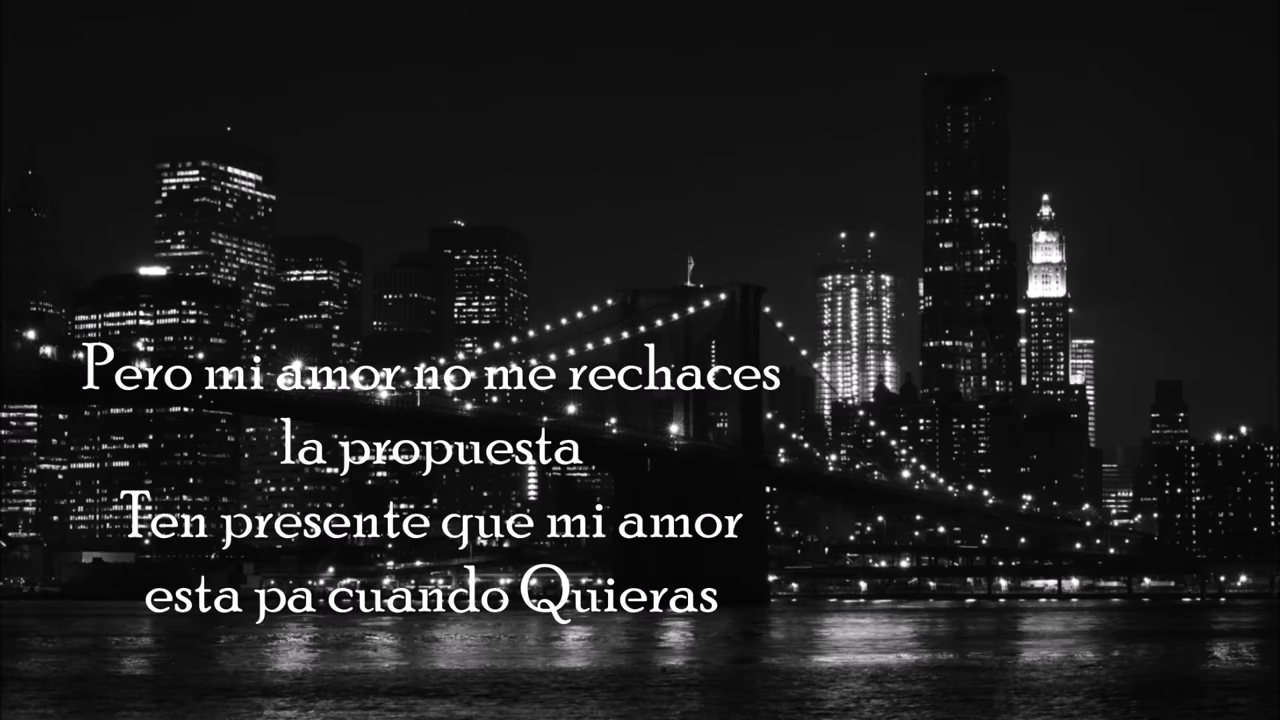 Pero mi amor no me rechaces
la propuesta
Ten presente que mi amor
esta pa cuando Quieras